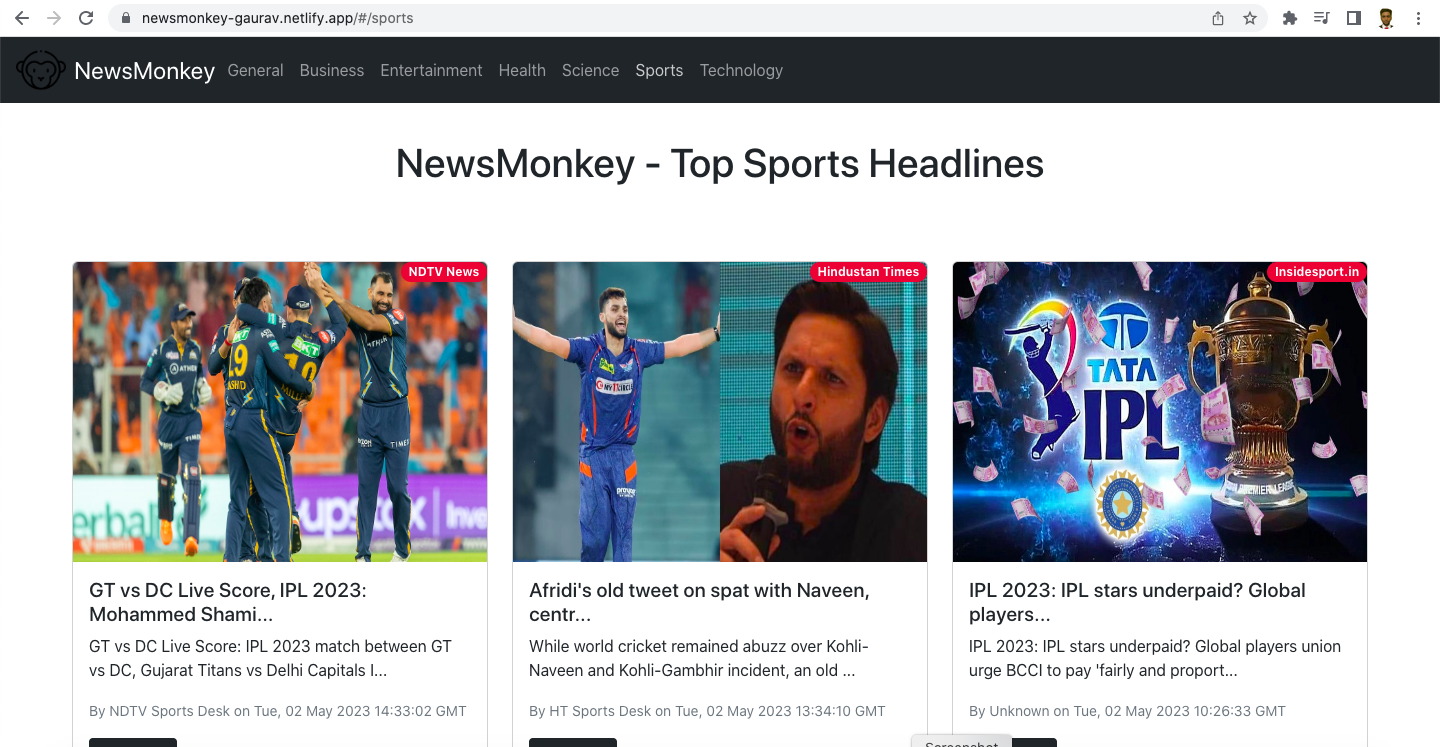 newsmonkey-gaurav.netlify.app/#/sports
NewsMonkey General Business Entertainment Health Science Sports Technology
NewsMonkey - Top Sports Headlines
NDTV News
19
10
BKT
upstox
GT vs DC Live Score, IPL 2023:
Mohammed Shami...
GT vs DC Live Score: IPL 2023 match between GT
vs DC, Gujarat Titans vs Delhi Capitals I...
By NDTV Sports Desk on Tue, 02 May 2023 14:33:02 GMT
Hindustan Times
MY11CIRCLE
Afridi's old tweet on spat with Naveen,
centr...
While world cricket remained abuzz over Kohli-
Naveen and Kohli-Gambhir incident, an old ...
By HT Sports Desk on Tue, 02 May 2023 13:34:10 GMT
Insidesport.in
TATA
IPL
PREMIER LEAGUE
IPL 2023: IPL stars underpaid? Global
players...
IPL 2023: IPL stars underpaid? Global players union
urge BCCI to pay 'fairly and proport...
By Unknown on Tue, 02 May 2023 10:26:33 GMT
Screenshot